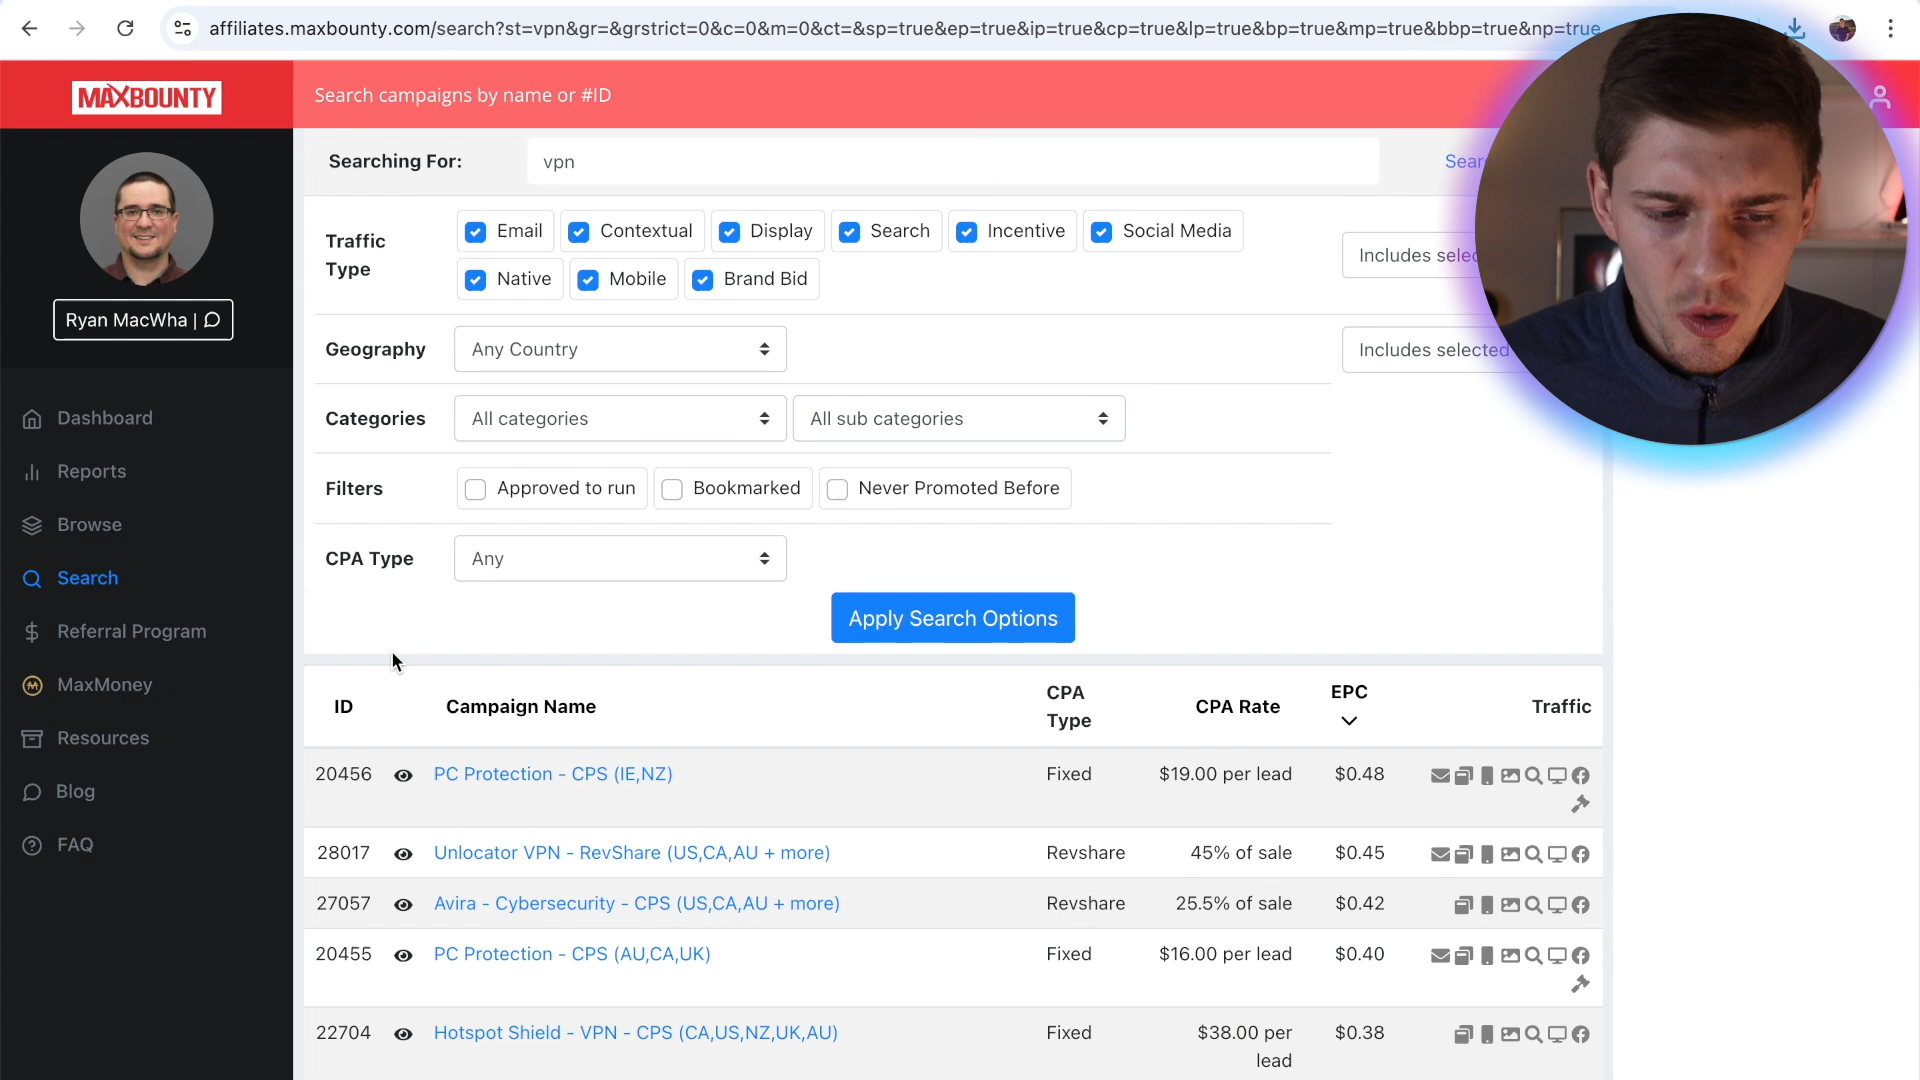 affiliates.maxbounty.com/search?st=vpn&gr=&grstrict=0&c=0&m=0&ct=&sp=true&ep=true&ip=true&cp=true&lp=true&bp=true&mp=true&bbp=true&np=true
MAXBOUNTY
Search campaigns by name or #ID
Ryan MacWha |
Dashboard
Reports
Browse
Search
Referral Program
MaxMoney
Resources
Blog
FAQ
Searching For: vpn
Traffic Type
Email Contextual Display Search Incentive Social Media
Native Mobile Brand Bid
Geography Any Country Includes selected
Categories All categories All sub categories
Filters Approved to run Bookmarked Never Promoted Before
CPA Type Any
Apply Search Options
ID Campaign Name CPA Type CPA Rate EPC Traffic
20456 PC Protection - CPS (IE,NZ) Fixed $19.00 per lead $0.48
28017 Unlocator VPN - RevShare (US,CA,AU + more) Revshare 45% of sale $0.45
27057 Avira - Cybersecurity - CPS (US,CA,AU + more) Revshare 25.5% of sale $0.42
20455 PC Protection - CPS (AU,CA,UK) Fixed $16.00 per lead $0.40
22704 Hotspot Shield - VPN - CPS (CA,US,NZ,UK,AU) Fixed $38.00 per lead $0.38